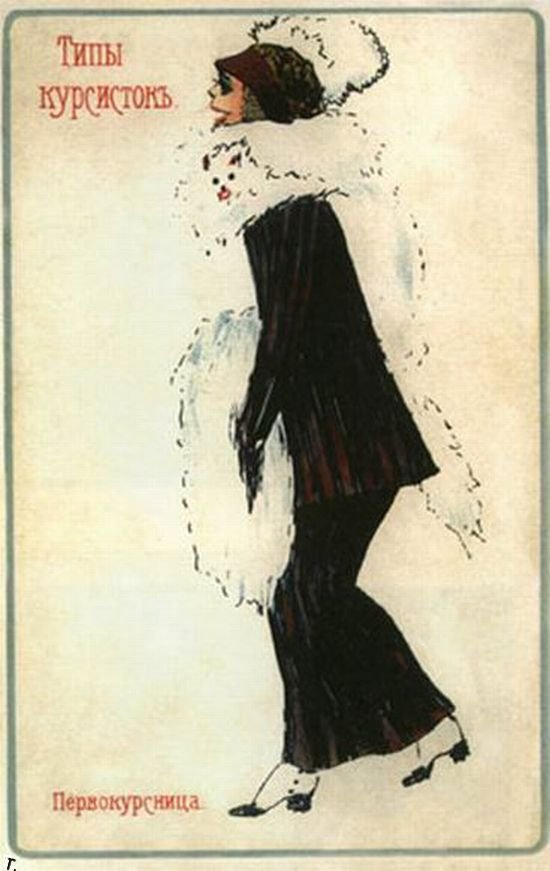 Типы
курсистокъ
Первокурсница
г.